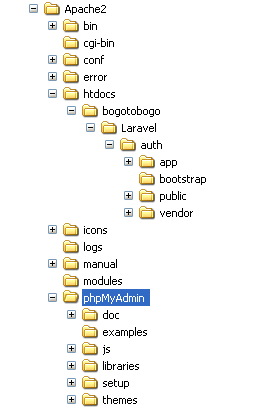 Apache2
bin
cgi-bin
conf
error
htdocs
bogotobogo
Laravel
auth
app
bootstrap
public
vendor
icons
logs
manual
modules
phpMyAdmin
doc
examples
js
libraries
setup
themes